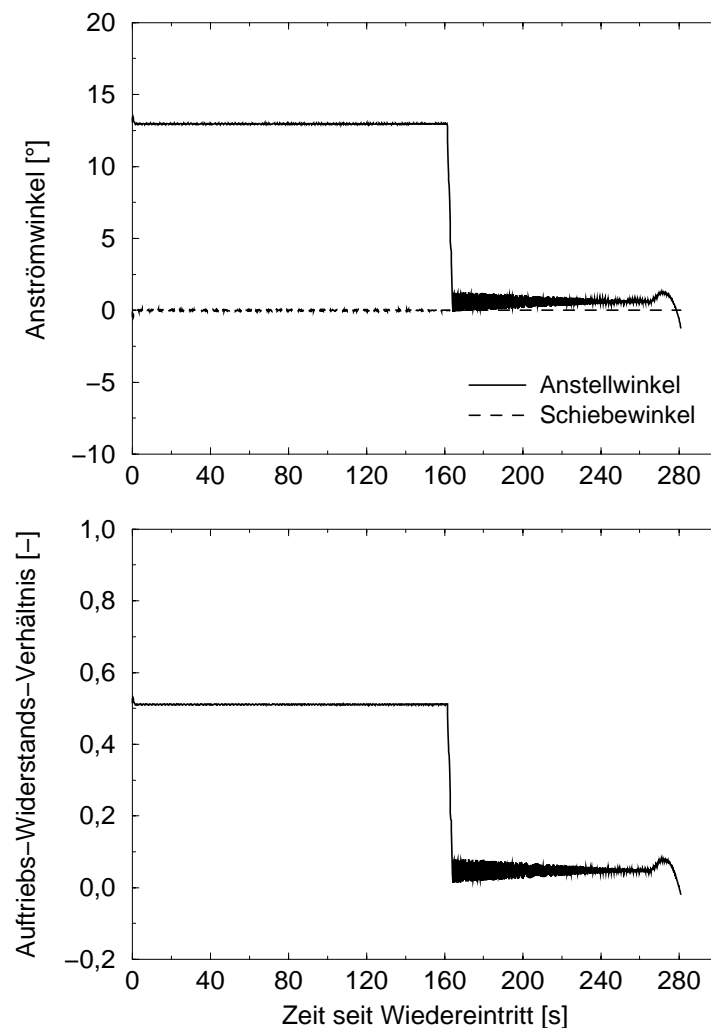 20
15
10
5
0
−5
−10
Anströmwinkel [°]
Anstellwinkel
Schiebewinkel
0 40 80 120 160 200 240 280
1,0
0,8
0,6
0,4
0,2
0,0
−0,2
Auftriebs−Widerstands−Verhältnis [−]
0 40 80 120 160 200 240 280
Zeit seit Wiedereintritt [s]